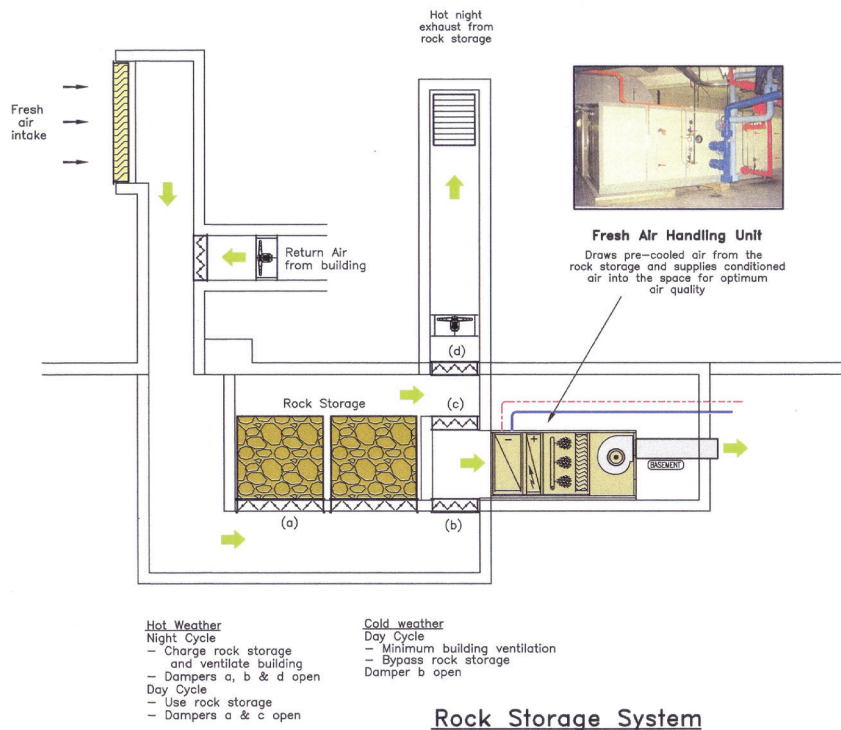 Hot night
exhaust from
rock storage
Fresh
air
intake
Return Air
from building
Fresh Air Handling Unit
Draws pre-cooled air from the
rock storage and supplies conditioned
air into the space for optimum
air quality
(d)
Rock Storage
(c)
-
+
BASEMENT
(a)
(b)
Hot Weather
Night Cycle
- Charge rock storage
and ventilate building
- Dampers a, b & d open
Day Cycle
- Use rock storage
- Dampers a & c open
Cold weather
Day Cycle
- Minimum building ventilation
- Bypass rock storage
Damper b open
Rock Storage System